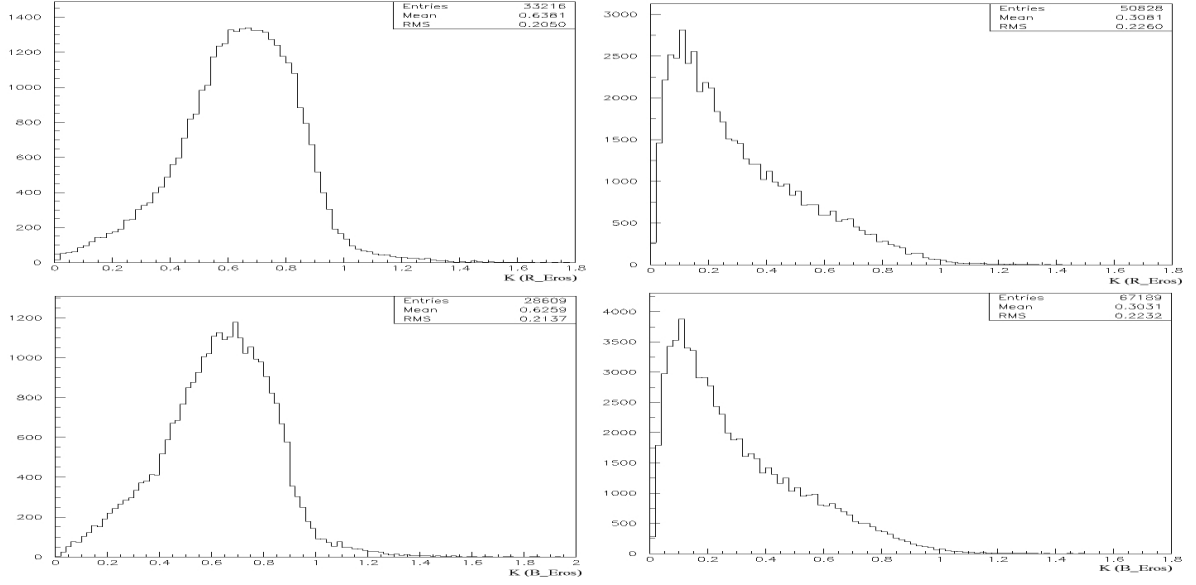 Entries 33216
Mean 0.6381
RMS 0.2050
1400
1200
1000
800
600
400
200
0
0 0.2 0.4 0.6 0.8 1 1.2 1.4 1.6 1.8
K (R_Eros)
Entries 50828
Mean 0.3081
RMS 0.2260
3000
2500
2000
1500
1000
500
0
0 0.2 0.4 0.6 0.8 1 1.2 1.4 1.6 1.8
K (R_Eros)
Entries 28609
Mean 0.6259
RMS 0.2137
1200
1000
800
600
400
200
0
0 0.2 0.4 0.6 0.8 1 1.2 1.4 1.6 1.8 2
K (B_Eros)
Entries 67189
Mean 0.3031
RMS 0.2232
4000
3500
3000
2500
2000
1500
1000
500
0
0 0.2 0.4 0.6 0.8 1 1.2 1.4 1.6 1.8
K (B_Eros)